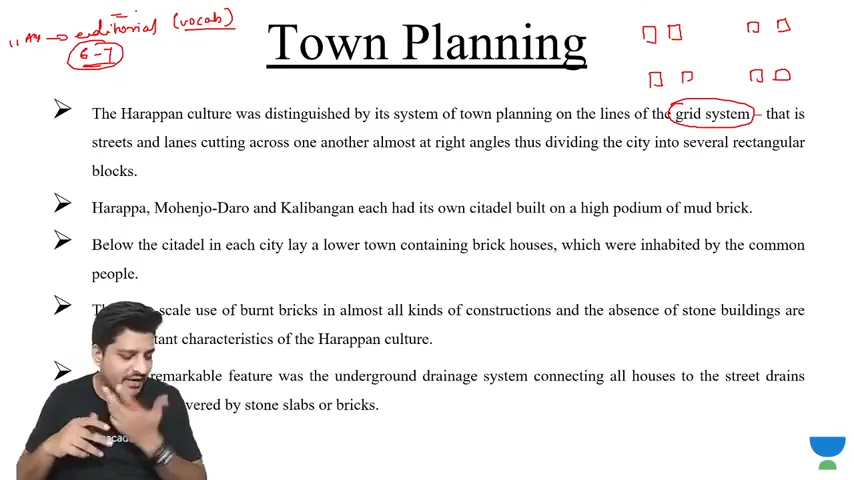 11 AM → editorial (vocab)
6-7
Town Planning
The Harappan culture was distinguished by its system of town planning on the lines of the grid system – that is
streets and lanes cutting across one another almost at right angles thus dividing the city into several rectangular
blocks.
Harappa, Mohenjo-Daro and Kalibangan each had its own citadel built on a high podium of mud brick.
Below the citadel in each city lay a lower town containing brick houses, which were inhabited by the common
people.
scale use of burnt bricks in almost all kinds of constructions and the absence of stone buildings are
characteristics of the Harappan culture.
remarkable feature was the underground drainage system connecting all houses to the street drains
by stone slabs or bricks.